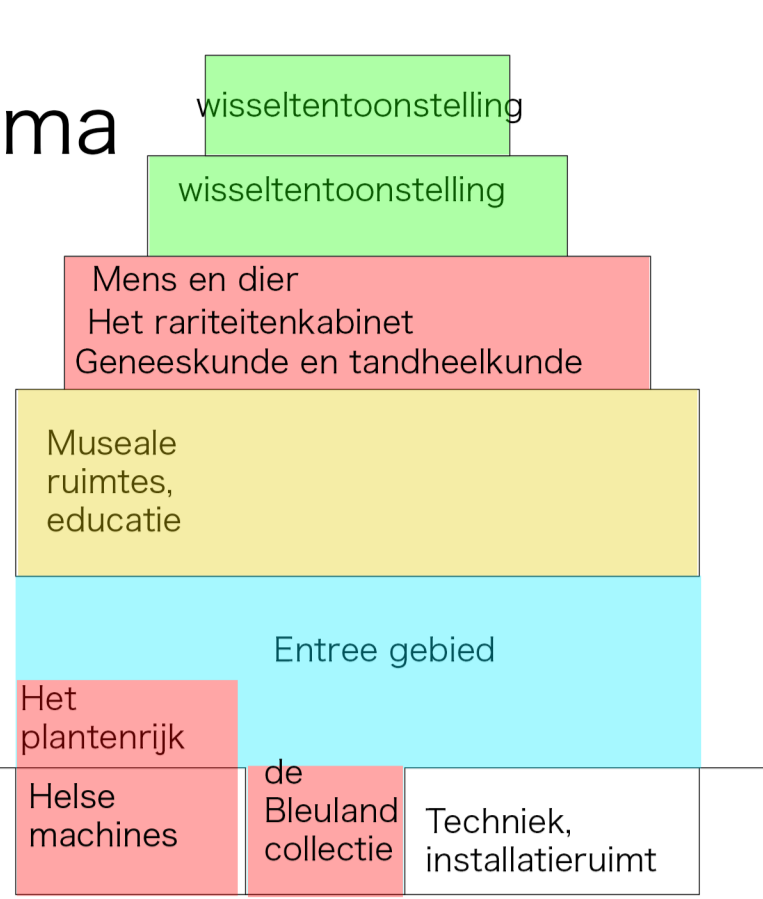 ma
wisseltentoonstelling
wisseltentoonstelling
Mens en dier
Het rariteitenkabinet
Geneeskunde en tandheelkunde
Museale
ruimtes,
educatie
Entree gebied
Het
plantenrijk
Helse
machines
de
Bleuland
collectie
Techniek,
installatieruimt